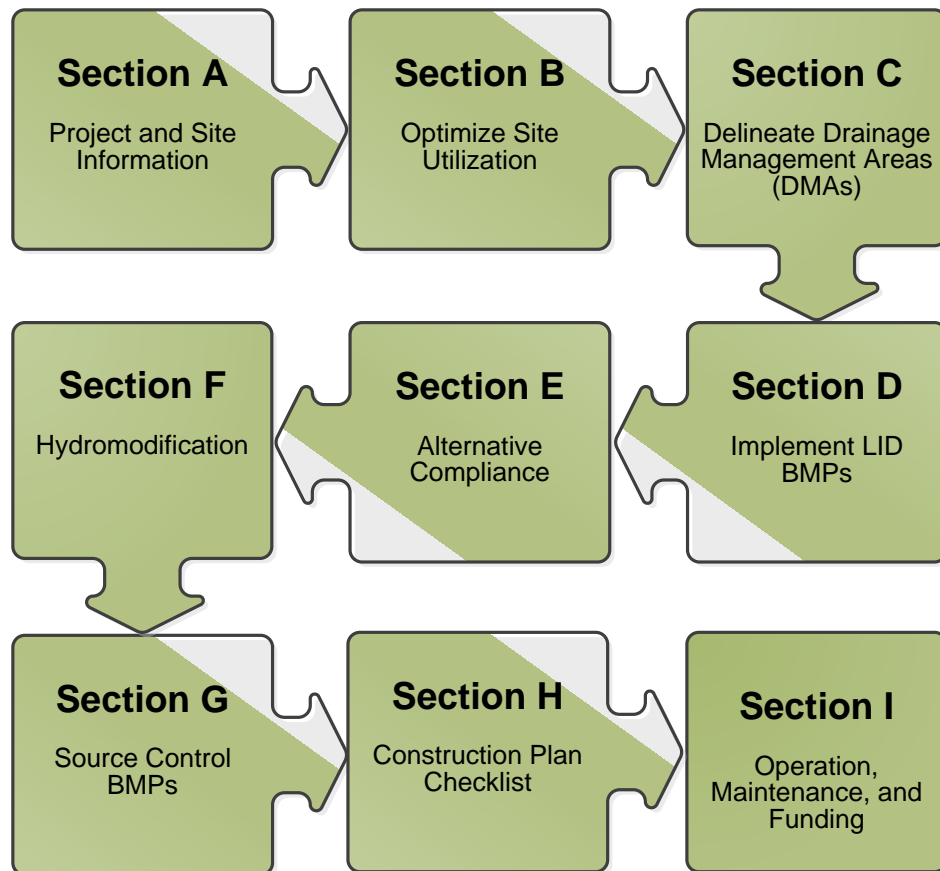 Section A
Project and Site
Information
Section B
Optimize Site
Utilization
Section C
Delineate Drainage
Management Areas
(DMAs)
Section D
Implement LID
BMPs
Section E
Alternative
Compliance
Section F
Hydromodification
Section G
Source Control
BMPs
Section H
Construction Plan
Checklist
Section I
Operation,
Maintenance, and
Funding